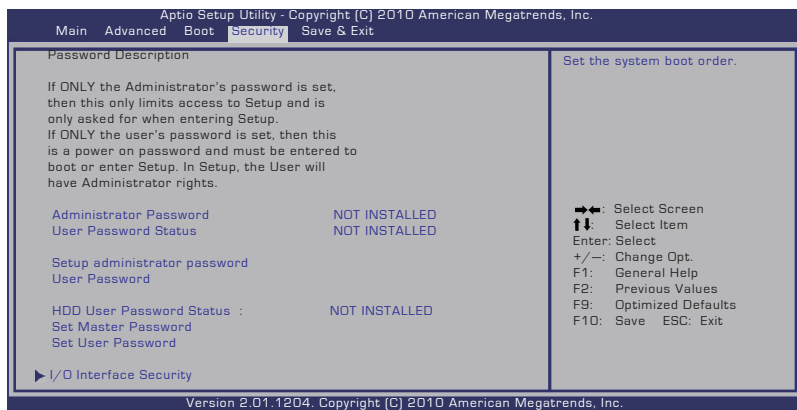 Aptio Setup Utility - Copyright (C) 2010 American Megatrends, Inc.
Main Advanced Boot Security Save & Exit
Password Description
If ONLY the Administrator's password is set,
then this only limits access to Setup and is
only asked for when entering Setup.
If ONLY the user's password is set, then this
is a power on password and must be entered to
boot or enter Setup. In Setup, the User will
have Administrator rights.
Administrator Password NOT INSTALLED
User Password Status NOT INSTALLED
Setup administrator password
User Password
HDD User Password Status : NOT INSTALLED
Set Master Password
Set User Password
I/O Interface Security
Set the system boot order.
→←: Select Screen
↑↓: Select Item
Enter: Select
+/—: Change Opt.
F1: General Help
F2: Previous Values
F9: Optimized Defaults
F10: Save ESC: Exit
Version 2.01.1204. Copyright (C) 2010 American Megatrends, Inc.